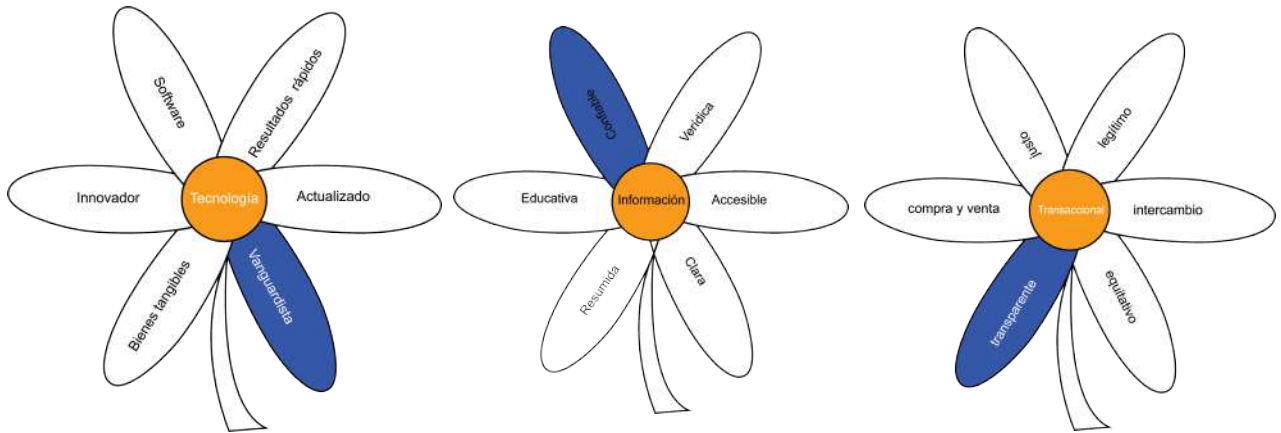 Software
Resultados rápidos
Innovador
Tecnología
Actualizado
Bienes tangibles
Vanguardista
Confiable
Verídica
Educativa
Información
Accesible
Resumida
Clara
justo
legítimo
compra y venta
Transaccional
intercambio
transparente
equitativo